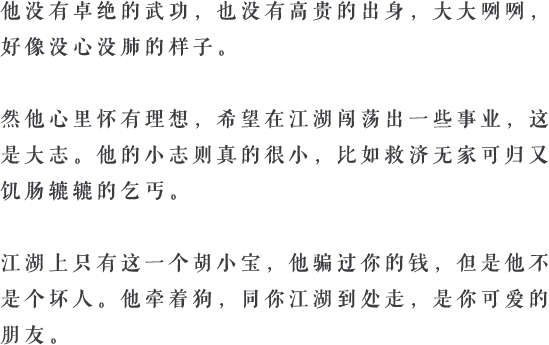 他没有卓绝的武功，也没有高贵的出身，大大咧咧，
好像没心没肺的样子。
然他心里怀有理想，希望在江湖闯荡出一些事业，这
是大志。他的小志则真的很小，比如救济无家可归又
饥肠辘辘的乞丐。
江湖上只有这一个胡小宝，他骗过你的钱，但是他不
是个坏人。他牵着狗，同你江湖到处走，是你可爱的
朋友。